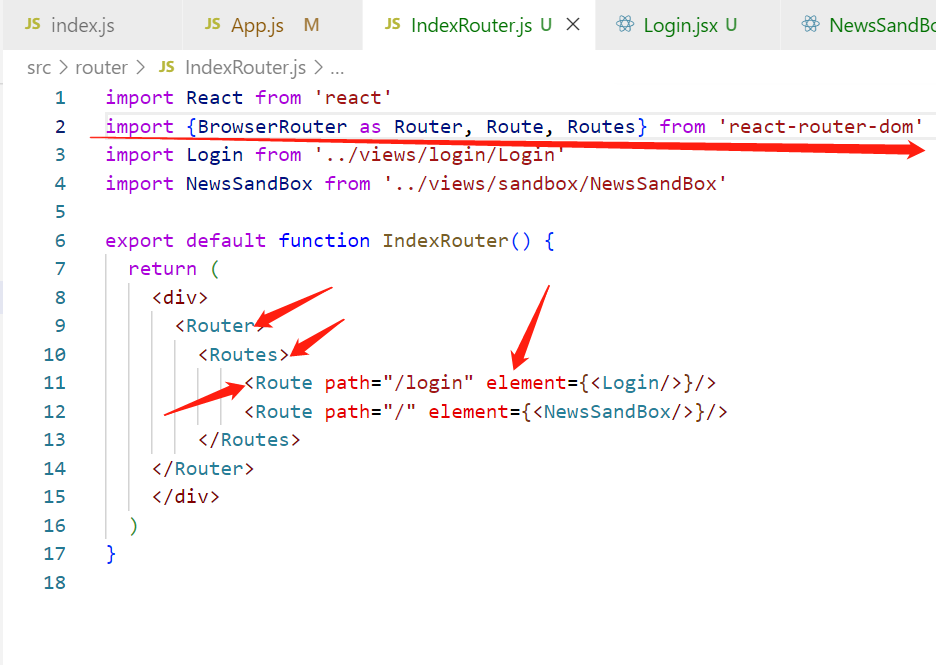 JS index.js JS App.js M JS IndexRouter.js U Login.jsx U NewsSandBo
src > router > JS IndexRouter.js > ...
1 import React from 'react'
2 import {BrowserRouter as Router, Route, Routes} from 'react-router-dom'
3 import Login from '../views/login/Login'
4 import NewsSandBox from '../views/sandbox/NewsSandBox'
5
6 export default function IndexRouter() {
7 return (
8 <div>
9 <Router>
10 <Routes>
11 <Route path="/login" element={<Login/>}/>
12 <Route path="/" element={<NewsSandBox/>}/>
13 </Routes>
14 </Router>
15 </div>
16 )
17 }
18